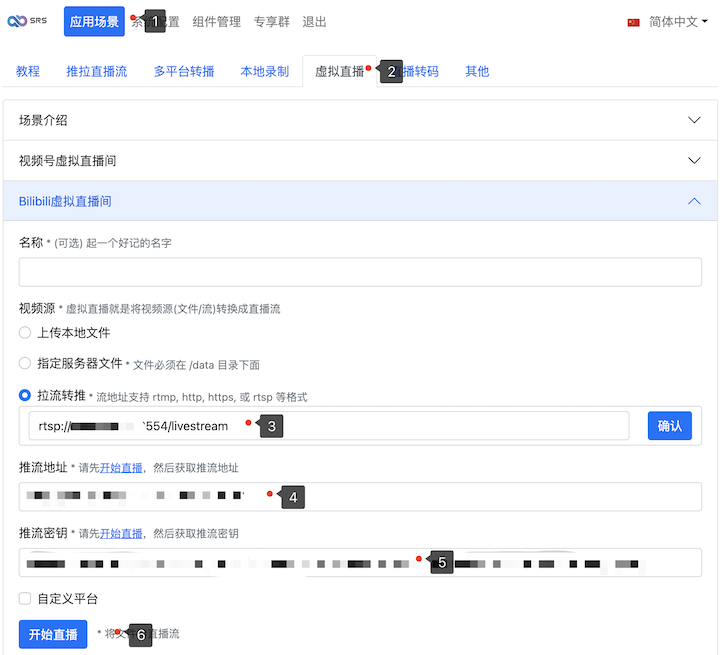 SRS 应用场景 1 系统配置 组件管理 专享群 退出 简体中文
教程 推拉直播流 多平台转播 本地录制 虚拟直播 2 直播转码 其他
场景介绍
视频号虚拟直播间
Bilibili虚拟直播间
名称 * (可选) 起一个好记的名字
视频源 * 虚拟直播就是将视频源(文件/流)转换成直播流
上传本地文件
指定服务器文件 * 文件必须在 /data 目录下面
拉流转推 * 流地址支持 rtmp, http, https, 或 rtsp 等格式
rtsp:// 554/livestream 3 确认
推流地址 * 请先开始直播，然后获取推流地址
4
推流密钥 * 请先开始直播，然后获取推流密钥
5
自定义平台
开始直播 * 将文 6 直播流